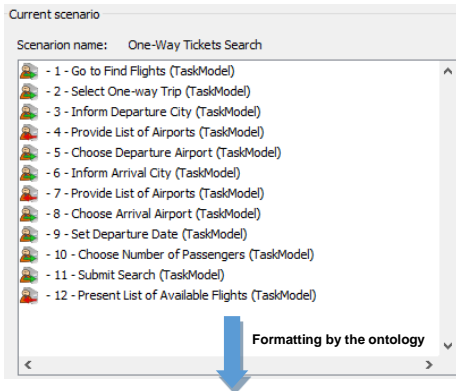 Current scenario
Scenarion name: One-Way Tickets Search
- 1 - Go to Find Flights (TaskModel)
- 2 - Select One-way Trip (TaskModel)
- 3 - Inform Departure City (TaskModel)
- 4 - Provide List of Airports (TaskModel)
- 5 - Choose Departure Airport (TaskModel)
- 6 - Inform Arrival City (TaskModel)
- 7 - Provide List of Airports (TaskModel)
- 8 - Choose Arrival Airport (TaskModel)
- 9 - Set Departure Date (TaskModel)
- 10 - Choose Number of Passengers (TaskModel)
- 11 - Submit Search (TaskModel)
- 12 - Present List of Available Flights (TaskModel)
Formatting by the ontology